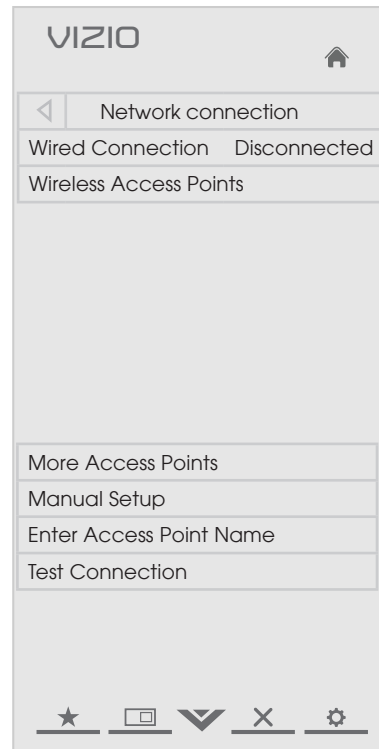 VIZIO
Network connection
Wired Connection Disconnected
Wireless Access Points
More Access Points
Manual Setup
Enter Access Point Name
Test Connection